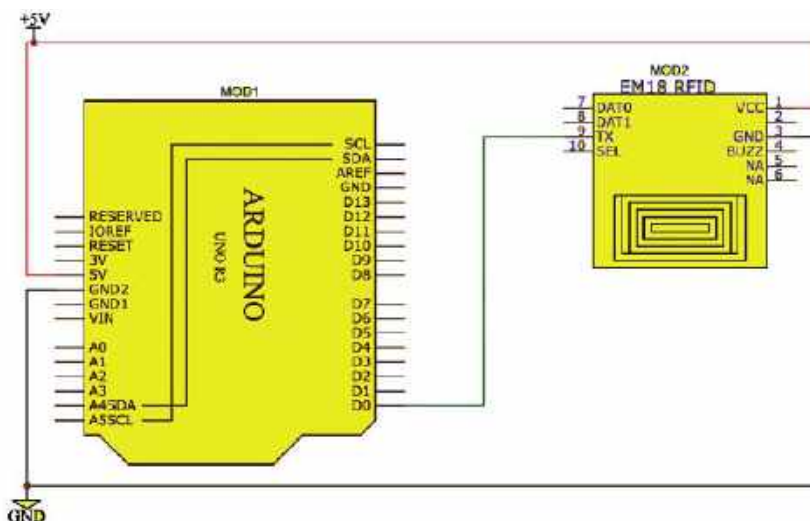 +5V
MOD1
SCL
SDA
AREF
GND
D13
D12
D11
D10
D9
D8
D7
D6
D5
D4
D3
D2
D1
D0
RESERVED
IOREF
RESET
3V
5V
GND2
GND1
VIN
A0
A1
A2
A3
A4SDA
A5SCL
ARDUINO
UNO R3
MOD2
EM18 RFID
7 DAT0
8 DAT1
9 TX
10 SEL
VCC 1
2
GND 3
BUZZ 4
NA 5
NA 6
GND